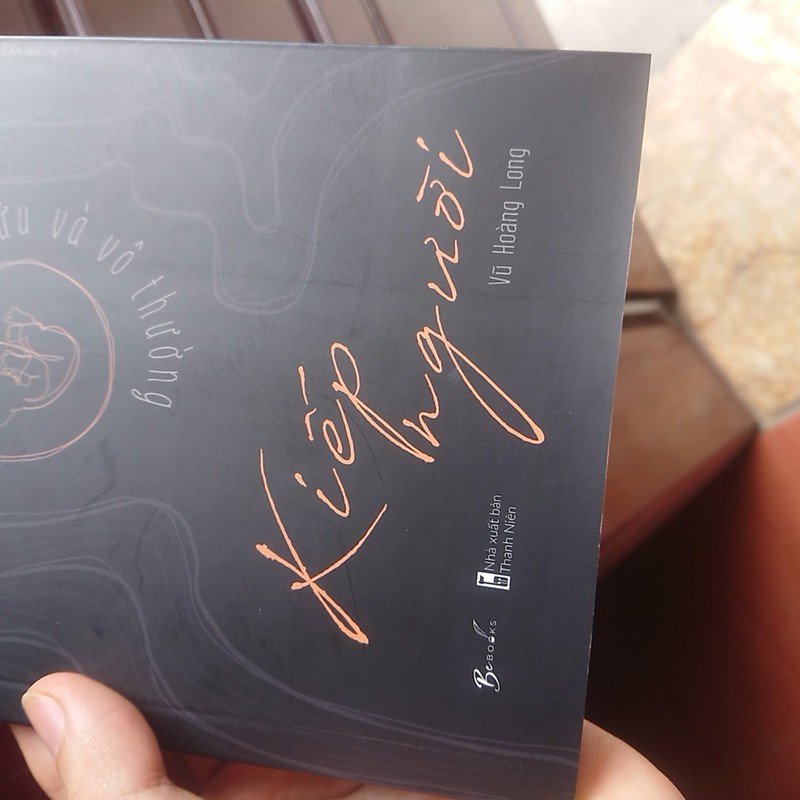 và vô thường
Kiếp
người
Vũ Hoàng Long
BeBOOKS
Nhà xuất bản
Thanh Niên